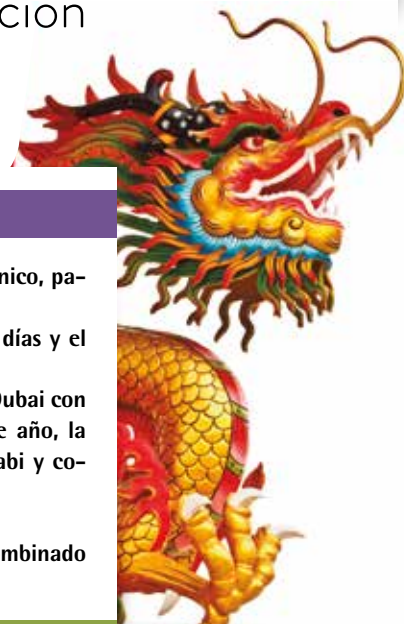 cion
nico, pa-
días y el
Dubai con
e año, la
abi y co-
mbinado